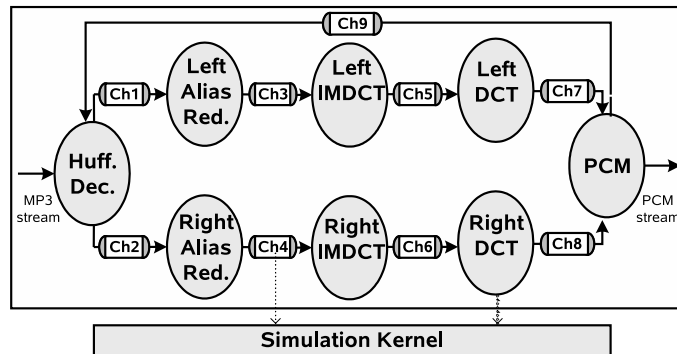 Ch9
Ch1
Left
Alias
Red.
Ch3
Left
IMDCT
Ch5
Left
DCT
Ch7
Huff.
Dec.
MP3
stream
PCM
PCM
stream
Ch2
Right
Alias
Red.
Ch4
Right
IMDCT
Ch6
Right
DCT
Ch8
Simulation Kernel